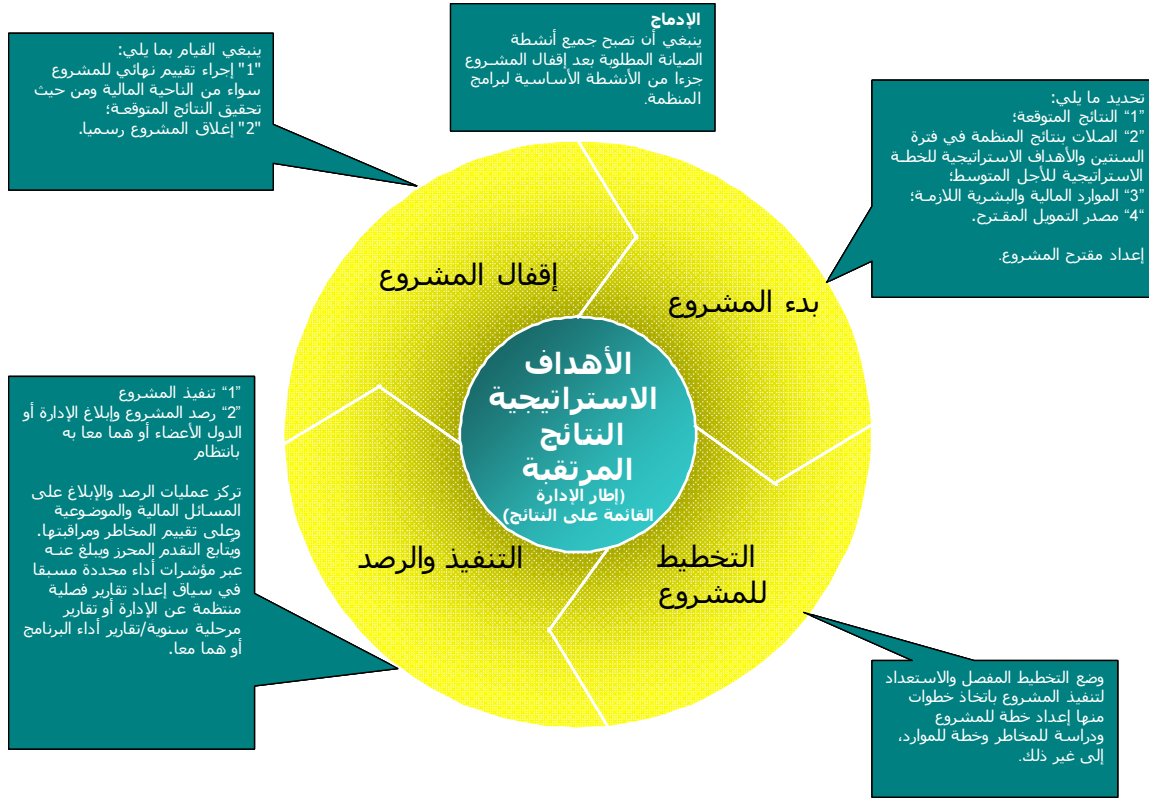 الإدماج
ينبغي أن تصبح جميع أنشطة
الصيانة المطلوبة بعد إقفال المشروع
جزءا من الأنشطة الأساسية لبرامج
المنظمة.
تحديد ما يلي:
"1" النتائج المتوقعة؛
"2" الصلات بنتائج المنظمة في فترة
السنتين والأهداف الاستراتيجية للخطة
الاستراتيجية للأجل المتوسط؛
"3" الموارد المالية والبشرية اللازمة؛
"4" مصدر التمويل المقترح.
إعداد مقترح المشروع.
بدء المشروع
التخطيط
للمشروع
وضع التخطيط المفصل والاستعداد
لتنفيذ المشروع باتخاذ خطوات
منها إعداد خطة للمشروع
ودراسة للمخاطر وخطة للموارد،
إلى غير ذلك.
التنفيذ والرصد
"1" تنفيذ المشروع
"2" رصد المشروع وإبلاغ الإدارة أو
الدول الأعضاء أو هما معا به
بانتظام
تركز عمليات الرصد والإبلاغ على
المسائل المالية والموضوعية
وعلى تقييم المخاطر ومراقبتها.
ويتابع التقدم المحرز ويبلغ عنه
عبر مؤشرات أداء محددة مسبقا
في سياق إعداد تقارير فصلية
منتظمة عن الإدارة أو تقارير
مرحلية سنوية/تقارير أداء البرنامج
أو هما معا.
إقفال المشروع
ينبغي القيام بما يلي:
"1" إجراء تقييم نهائي للمشروع
سواء من الناحية المالية ومن حيث
تحقيق النتائج المتوقعة؛
"2" إغلاق المشروع رسميا.
الأهداف
الاستراتيجية
النتائج
المرتقبة
(إطار الإدارة
القائمة على النتائج)